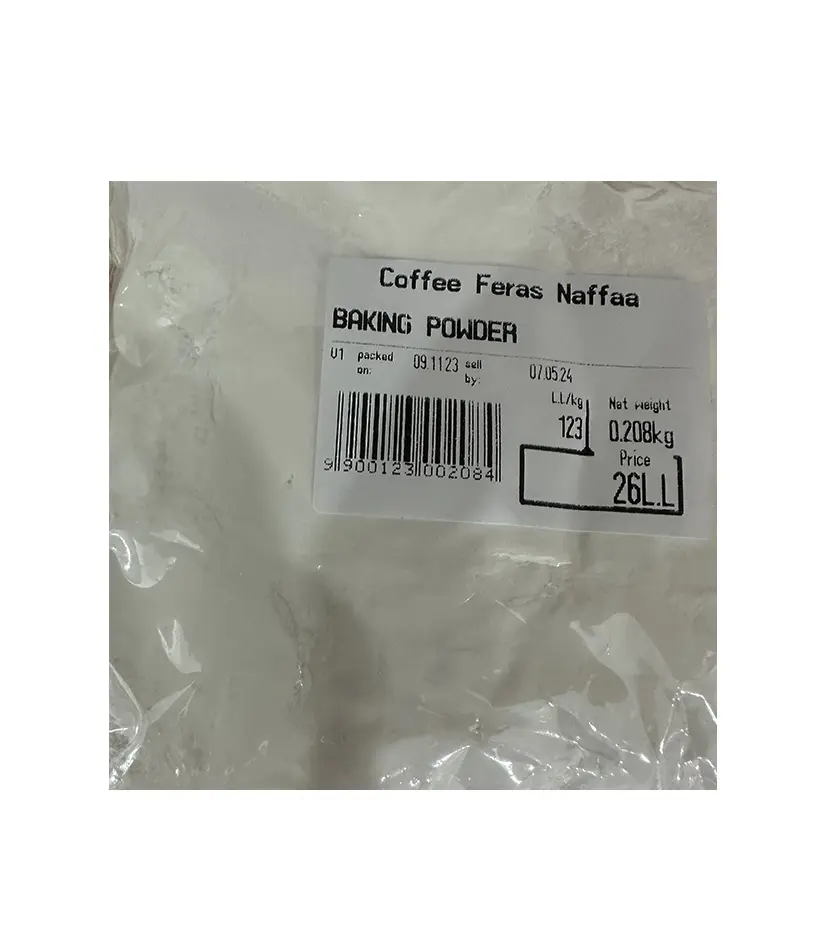 Coffee Feras Naffaa
BAKING POWDER
V1 packed on: 09.11.23 sell by: 07.05.24
L.L/kg Net weight
123 0.208kg
Price
26L.L
9 900123 002084